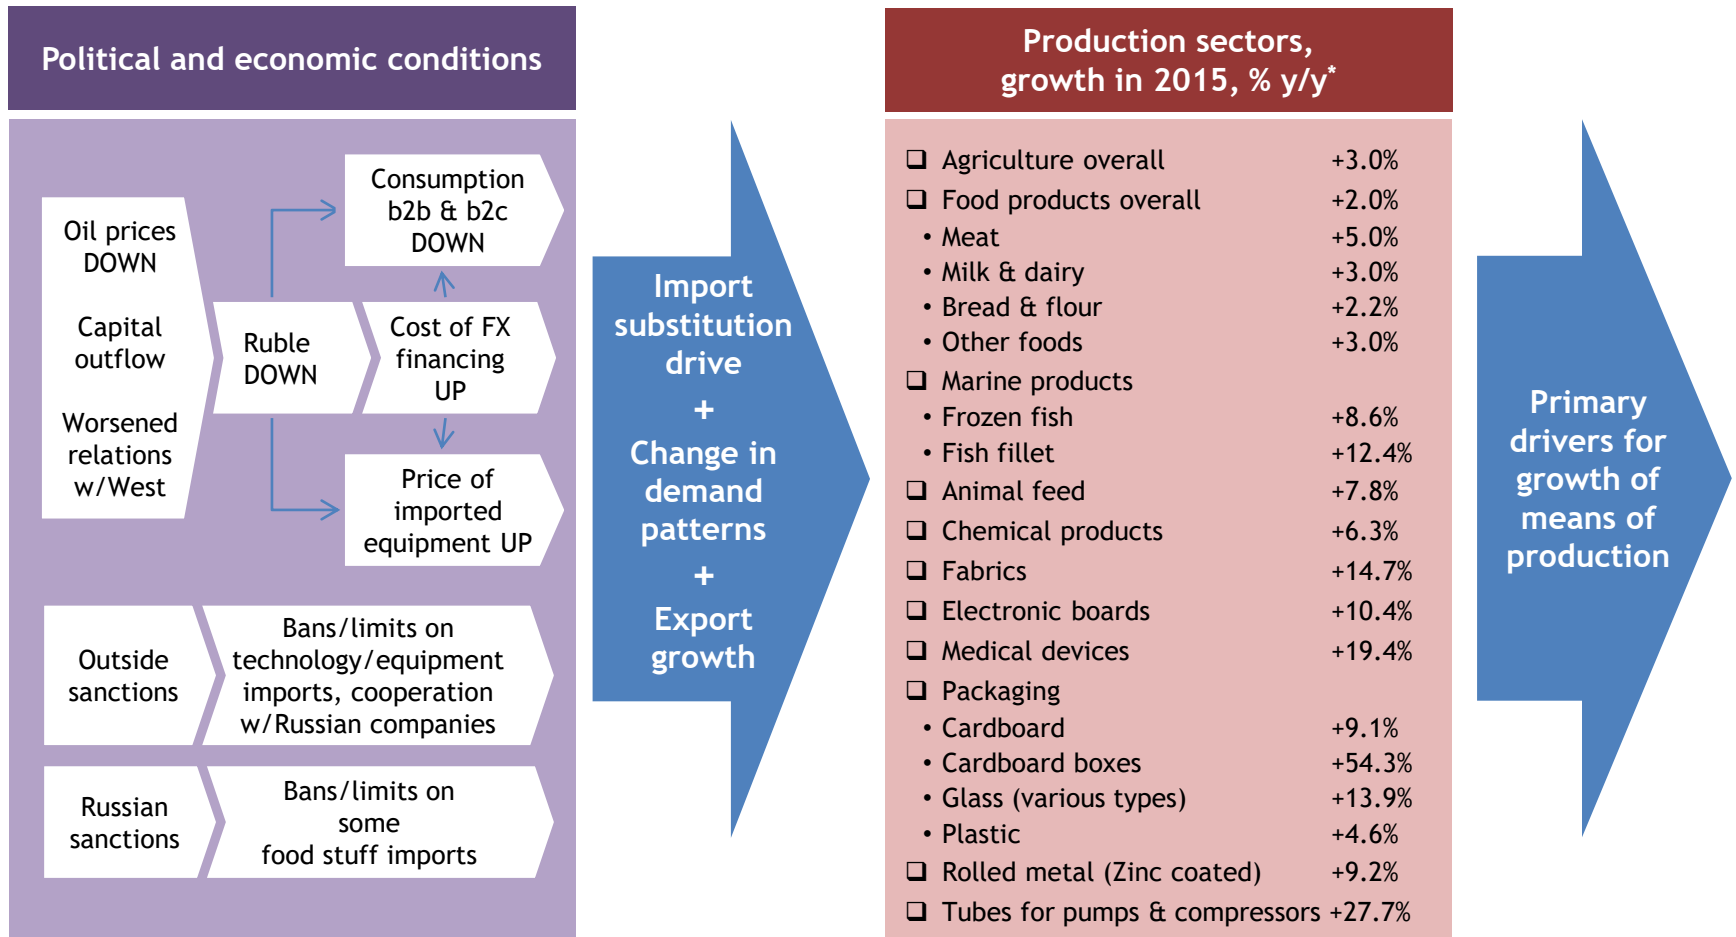 Political and economic conditions
Oil prices
DOWN
Capital
outflow
Worsened
relations
w/West
Ruble
DOWN
Consumption
b2b & b2c
DOWN
Cost of FX
financing
UP
Price of
imported
equipment UP
Outside
sanctions
Bans/limits on
technology/equipment
imports, cooperation
w/Russian companies
Russian
sanctions
Bans/limits on
some
food stuff imports
Import
substitution
drive
+
Change in
demand
patterns
+
Export
growth
Production sectors,
growth in 2015, % y/y*
❑ Agriculture overall +3.0%
❑ Food products overall +2.0%
• Meat +5.0%
• Milk & dairy +3.0%
• Bread & flour +2.2%
• Other foods +3.0%
❑ Marine products
• Frozen fish +8.6%
• Fish fillet +12.4%
❑ Animal feed +7.8%
❑ Chemical products +6.3%
❑ Fabrics +14.7%
❑ Electronic boards +10.4%
❑ Medical devices +19.4%
❑ Packaging
• Cardboard +9.1%
• Cardboard boxes +54.3%
• Glass (various types) +13.9%
• Plastic +4.6%
❑ Rolled metal (Zinc coated) +9.2%
❑ Tubes for pumps & compressors +27.7%
Primary
drivers for
growth of
means of
production